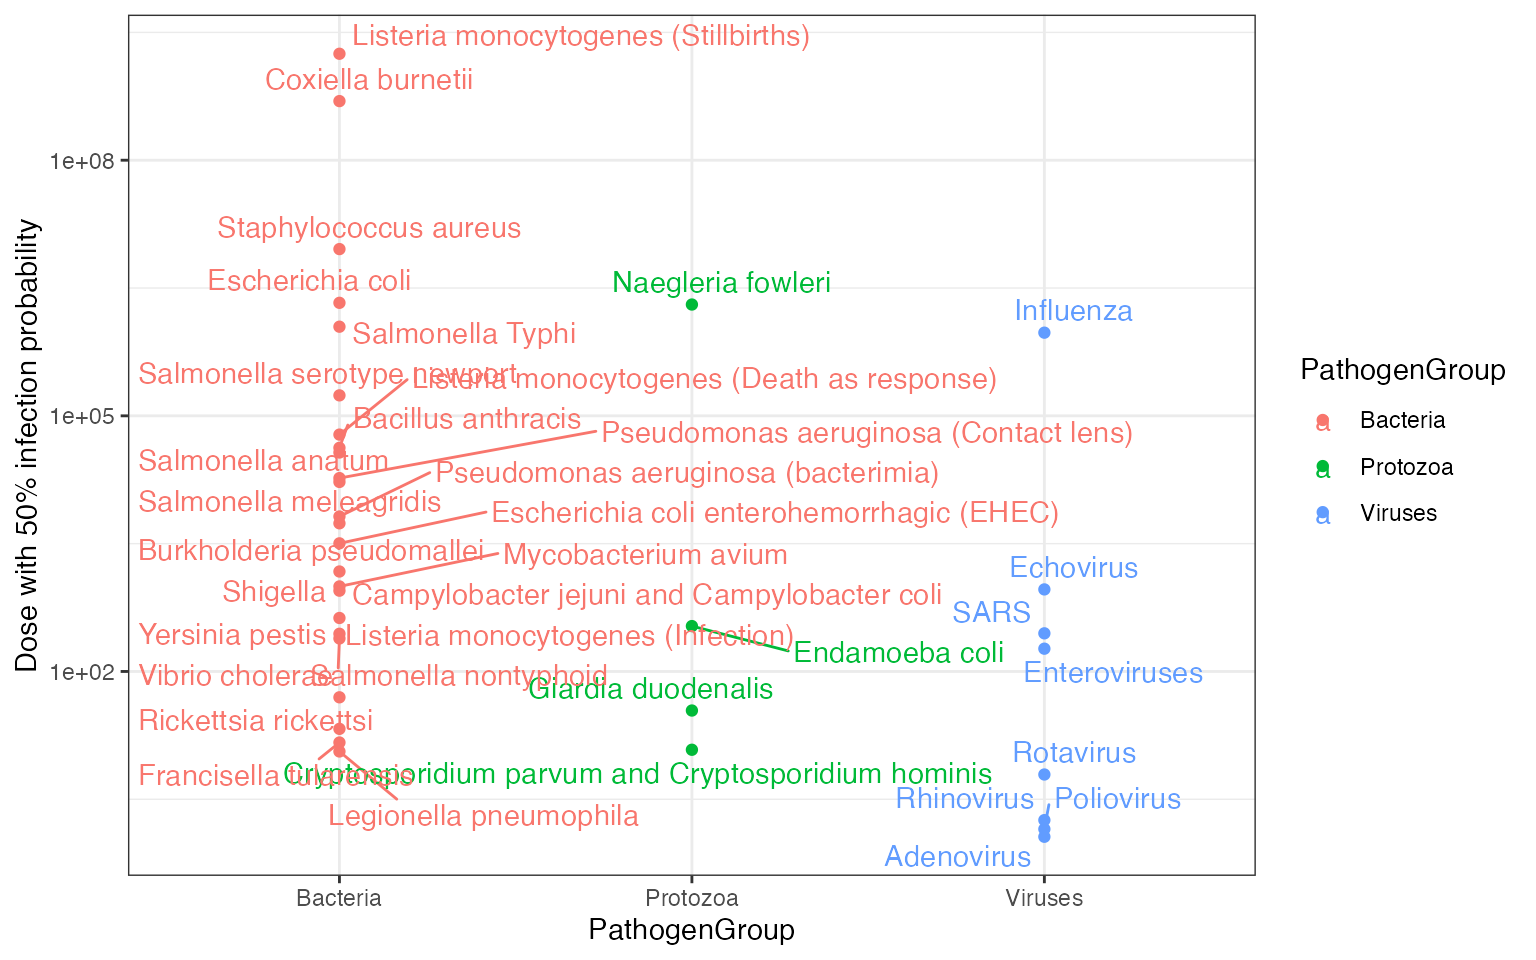 Listeria monocytogenes (Stillbirths)
Coxiella burnetii
1e+08
Staphylococcus aureus
Escherichia coli
Naegleria fowleri
Influenza
Salmonella Typhi
Salmonella serotype newport
Listeria monocytogenes (Death as response)
1e+05
Bacillus anthracis
Pseudomonas aeruginosa (Contact lens)
Salmonella anatum
Pseudomonas aeruginosa (bacterimia)
Salmonella meleagridis
Escherichia coli enterohemorrhagic (EHEC)
Burkholderia pseudomallei
Mycobacterium avium
Echovirus
Shigella
Campylobacter jejuni and Campylobacter coli
SARS
Yersinia pestis
Listeria monocytogenes (Infection)
Endamoeba coli
1e+02
Vibrio cholerae
Salmonella nontyphoid
Enteroviruses
Giardia duodenalis
Rickettsia rickettsi
Rotavirus
Francisella tularensis
Cryptosporidium parvum and Cryptosporidium hominis
Rhinovirus
Poliovirus
Legionella pneumophila
Adenovirus
Bacteria
Protozoa
Viruses
PathogenGroup
Dose with 50% infection probability
PathogenGroup
a Bacteria
a Protozoa
a Viruses